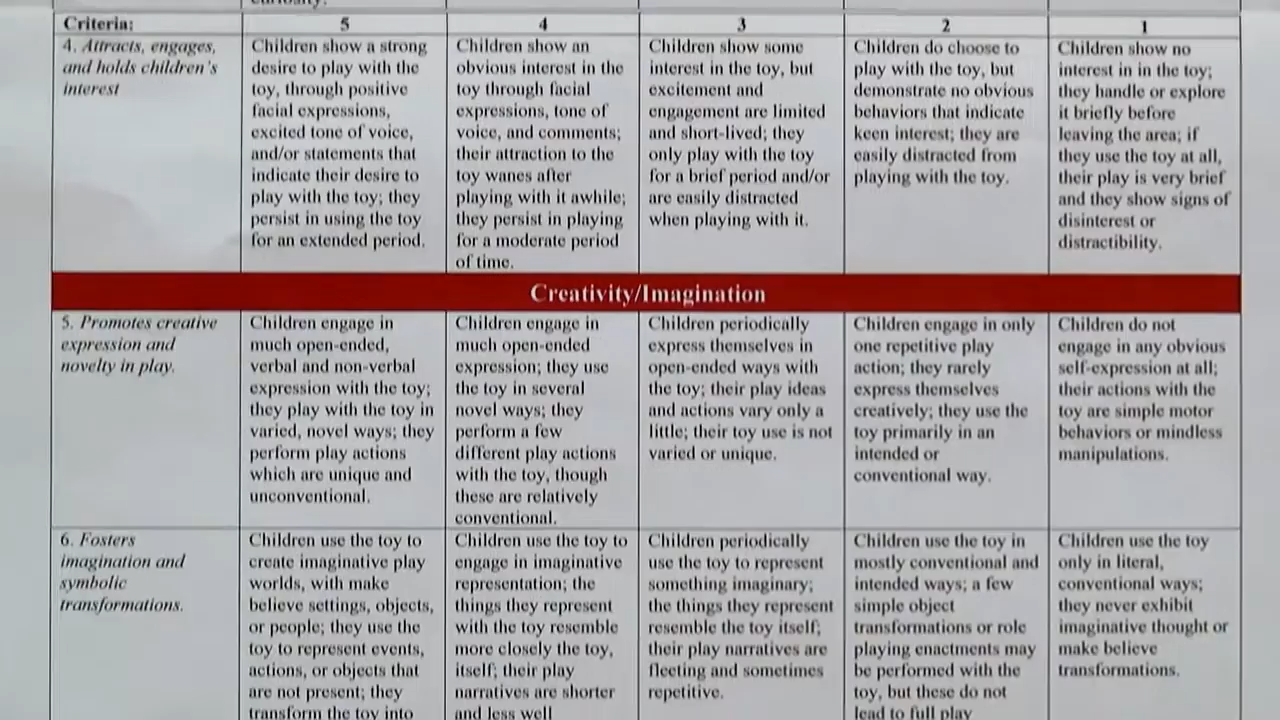 curiosity.
Criteria: 5 4 3 2 1
4. Attracts, engages,
and holds children's
interest
Children show a strong
desire to play with the
toy, through positive
facial expressions,
excited tone of voice,
and/or statements that
indicate their desire to
play with the toy; they
persist in using the toy
for an extended period.
Children show an
obvious interest in the
toy through facial
expressions, tone of
voice, and comments;
their attraction to the
toy wanes after
playing with it awhile;
they persist in playing
for a moderate period
of time.
Children show some
interest in the toy, but
excitement and
engagement are limited
and short-lived; they
only play with the toy
for a brief period and/or
are easily distracted
when playing with it.
Children do choose to
play with the toy, but
demonstrate no obvious
behaviors that indicate
keen interest; they are
easily distracted from
playing with the toy.
Children show no
interest in in the toy;
they handle or explore
it briefly before
leaving the area; if
they use the toy at all,
their play is very brief
and they show signs of
disinterest or
distractibility.
Creativity/Imagination
5. Promotes creative
expression and
novelty in play.
Children engage in
much open-ended,
verbal and non-verbal
expression with the toy;
they play with the toy in
varied, novel ways; they
perform play actions
which are unique and
unconventional.
Children engage in
much open-ended
expression; they use
the toy in several
novel ways; they
perform a few
different play actions
with the toy, though
these are relatively
conventional.
Children periodically
express themselves in
open-ended ways with
the toy; their play ideas
and actions vary only a
little; their toy use is not
varied or unique.
Children engage in only
one repetitive play
action; they rarely
express themselves
creatively; they use the
toy primarily in an
intended or
conventional way.
Children do not
engage in any obvious
self-expression at all;
their actions with the
toy are simple motor
behaviors or mindless
manipulations.
6. Fosters
imagination and
symbolic
transformations.
Children use the toy to
create imaginative play
worlds, with make
believe settings, objects,
or people; they use the
toy to represent events,
actions, or objects that
are not present; they
transform the toy into
Children use the toy to
engage in imaginative
representation; the
things they represent
with the toy resemble
more closely the toy,
itself; their play
narratives are shorter
and less well
Children periodically
use the toy to represent
something imaginary;
the things they represent
resemble the toy itself;
their play narratives are
fleeting and sometimes
repetitive.
Children use the toy in
mostly conventional and
intended ways; a few
simple object
transformations or role
playing enactments may
be performed with the
toy, but these do not
lead to full play
Children use the toy
only in literal,
conventional ways;
they never exhibit
imaginative thought or
make believe
transformations.